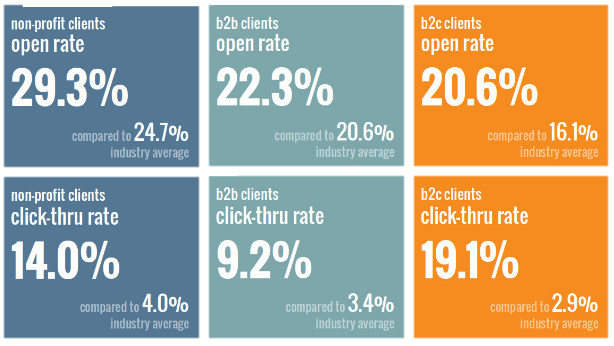 non-profit clients
open rate
29.3%
compared to 24.7%
industry average
b2b clients
open rate
22.3%
compared to 20.6%
industry average
b2c clients
open rate
20.6%
compared to 16.1%
industry average
non-profit clients
click-thru rate
14.0%
compared to 4.0%
industry average
b2b clients
click-thru rate
9.2%
compared to 3.4%
industry average
b2c clients
click-thru rate
19.1%
compared to 2.9%
industry average